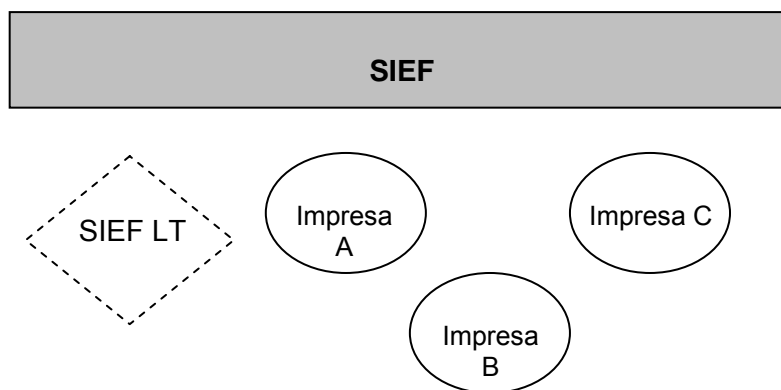 SIEF
SIEF LT
Impresa
A
Impresa C
Impresa
B